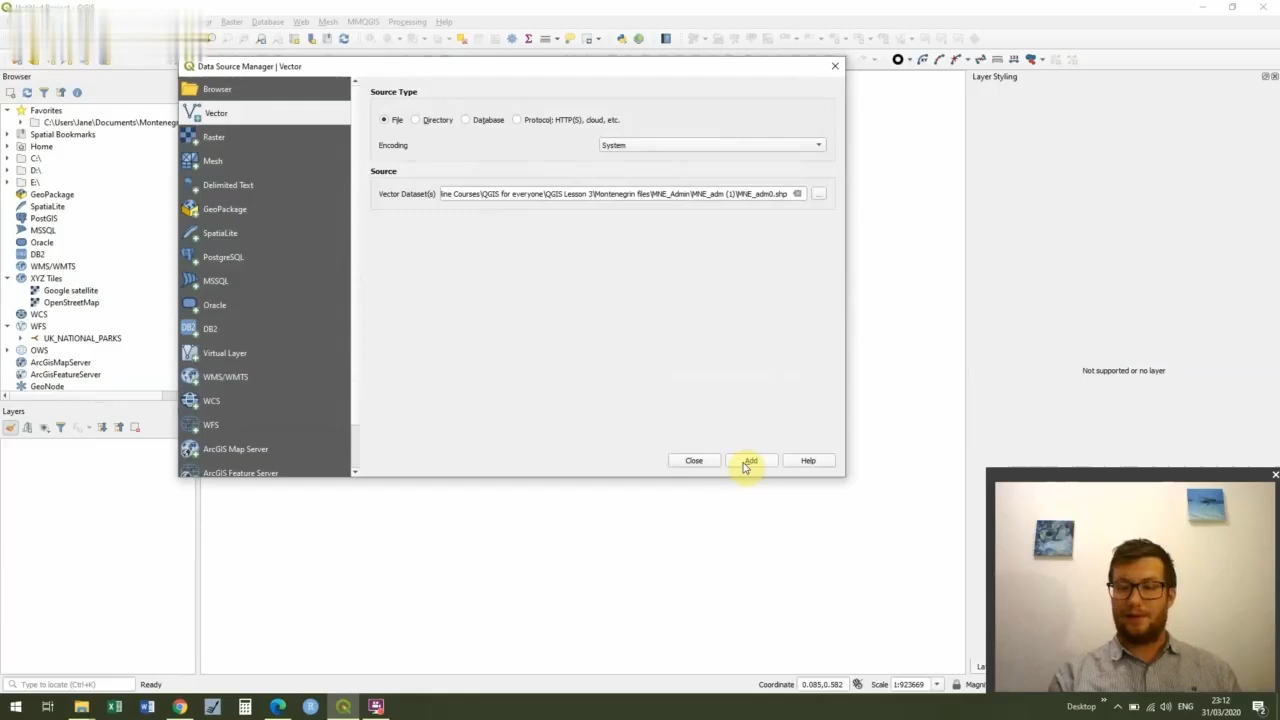 Untitled Project - QGIS
Raster Database Web Mesh MMQGIS Processing Help
Data Source Manager | Vector
Browser
Favorites
C:\Users\Jane\Documents\Montenegr
Spatial Bookmarks
Home
C:\
D:\
E:\
GeoPackage
SpatiaLite
PostGIS
MSSQL
Oracle
DB2
WMS/WMTS
XYZ Tiles
Google satellite
OpenStreetMap
WCS
WFS
UK_NATIONAL_PARKS
OWS
ArcGisMapServer
ArcGisFeatureServer
GeoNode
Layers
Browser
Vector
Raster
Mesh
Delimited Text
GeoPackage
SpatiaLite
PostgreSQL
MSSQL
Oracle
DB2
Virtual Layer
WMS/WMTS
WCS
WFS
ArcGIS Map Server
ArcGIS Feature Server
Source Type
File Directory Database Protocol: HTTP(S), cloud, etc.
Encoding System
Source
Vector Dataset(s) line Courses\QGIS for everyone\QGIS Lesson 3\Montenegrin files\MNE_Admin\MNE_adm (1)\MNE_adm0.shp ...
Close Add Help
Layer Styling
Not supported or no layer
Type to locate (Ctrl+K) Ready
Coordinate 0.085,0.582 Scale 1:923669 Magni
Desktop ENG
23:12
31/03/2020